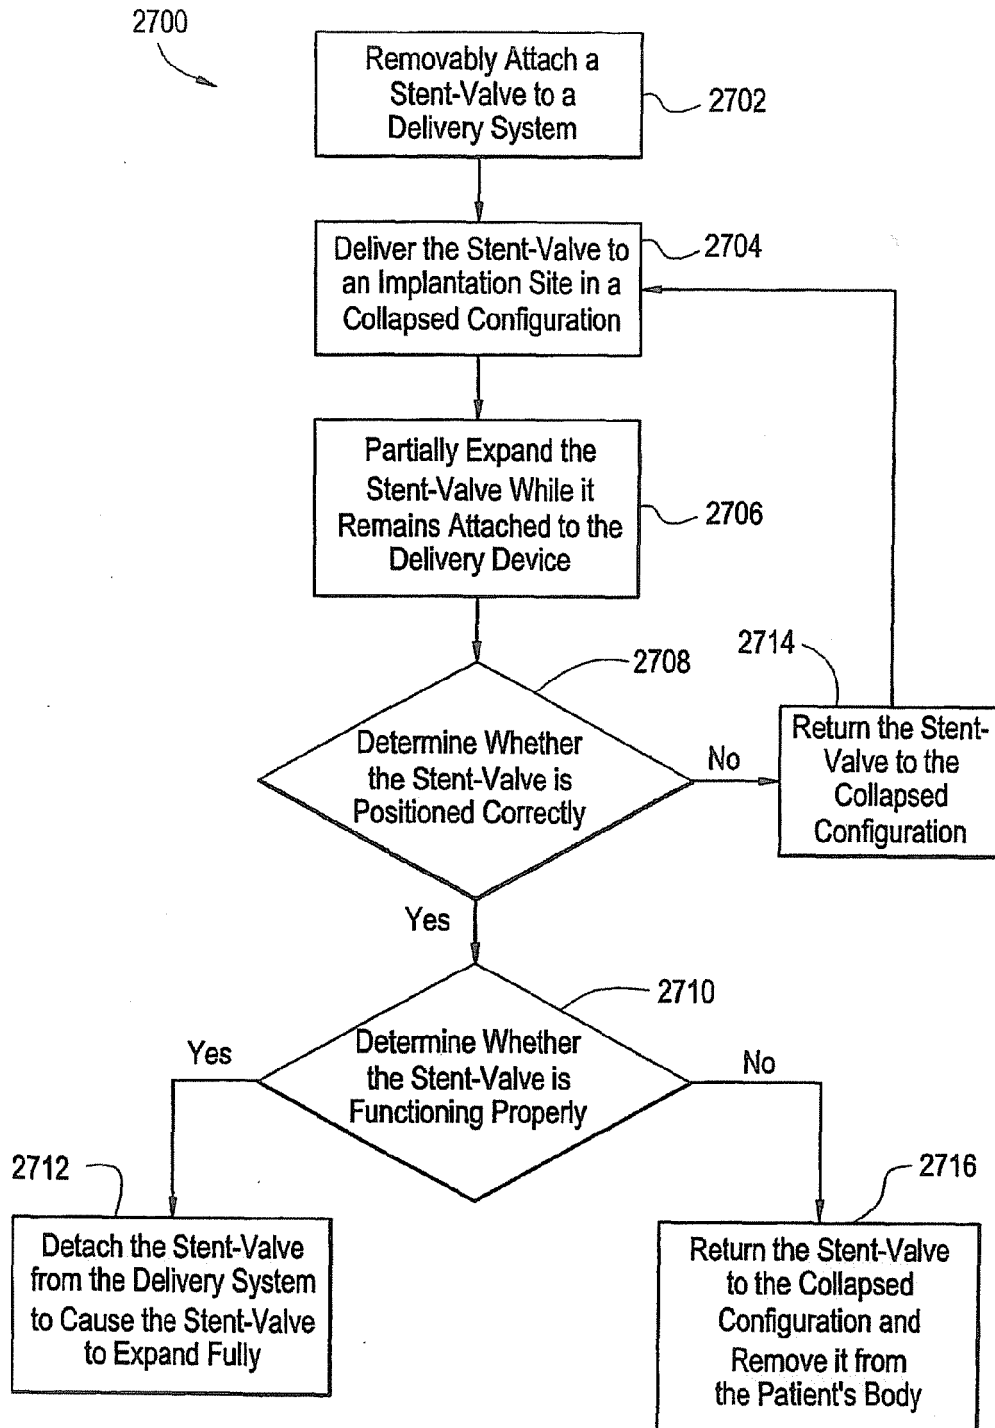 2700
Removably Attach a
Stent-Valve to a
Delivery System
2702
Deliver the Stent-Valve to
an Implantation Site in a
Collapsed Configuration
2704
Partially Expand the
Stent-Valve While it
Remains Attached to the
Delivery Device
2706
2708
Determine Whether
the Stent-Valve is
Positioned Correctly
No
2714
Return the Stent-
Valve to the
Collapsed
Configuration
Yes
2710
Determine Whether
the Stent-Valve is
Functioning Properly
Yes
No
2712
Detach the Stent-Valve
from the Delivery System
to Cause the Stent-Valve
to Expand Fully
2716
Return the Stent-Valve
to the Collapsed
Configuration and
Remove it from
the Patient's Body